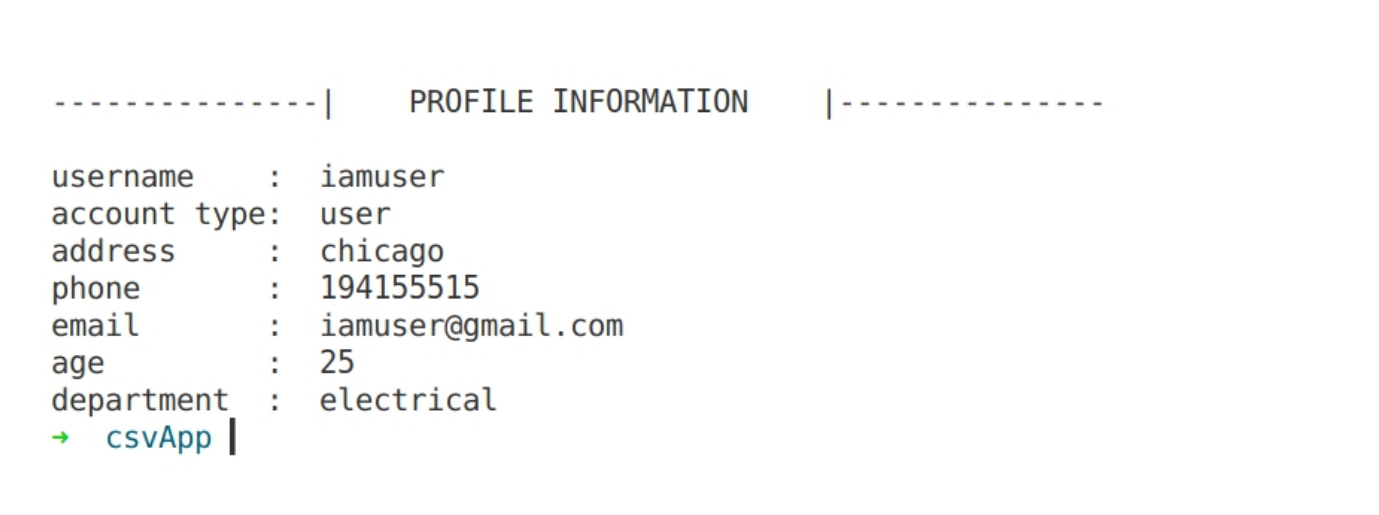 ---------------|    PROFILE INFORMATION    |---------------
username    :  iamuser
account type:  user
address     :  chicago
phone       :  194155515
email       :  iamuser@gmail.com
age         :  25
department  :  electrical
➜  csvApp